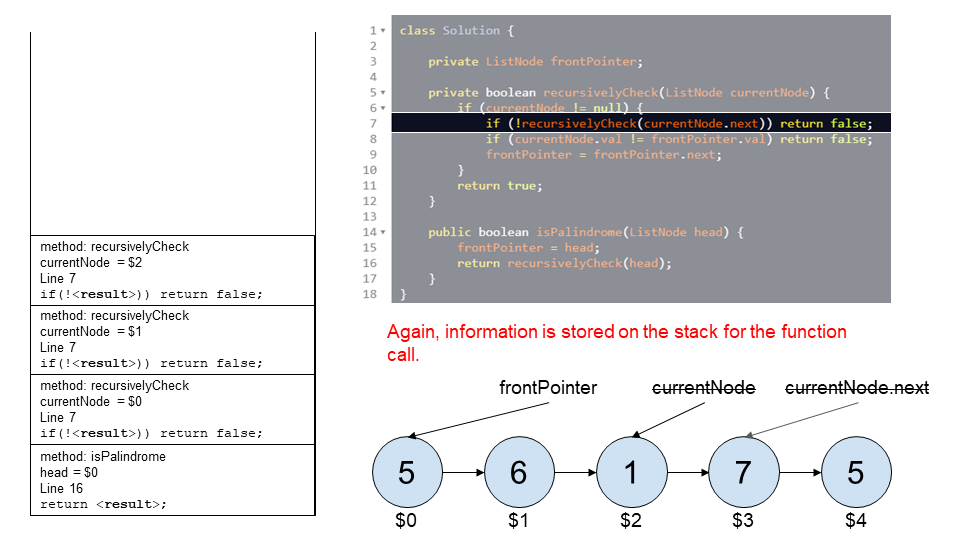 method: recursivelyCheck
currentNode = $2
Line 7
if(!<result>)) return false;
method: recursivelyCheck
currentNode = $1
Line 7
if(!<result>)) return false;
method: recursivelyCheck
currentNode = $0
Line 7
if(!<result>)) return false;
method: isPalindrome
head = $0
Line 16
return <result>;
1 class Solution {
2
3 private ListNode frontPointer;
4
5 private boolean recursivelyCheck(ListNode currentNode) {
6 if (currentNode != null) {
7 if (!recursivelyCheck(currentNode.next)) return false;
8 if (currentNode.val != frontPointer.val) return false;
9 frontPointer = frontPointer.next;
10 }
11 return true;
12 }
13
14 public boolean isPalindrome(ListNode head) {
15 frontPointer = head;
16 return recursivelyCheck(head);
17 }
18 }
Again, information is stored on the stack for the function
call.
frontPointer currentNode currentNode.next
5 6 1 7 5
$0 $1 $2 $3 $4